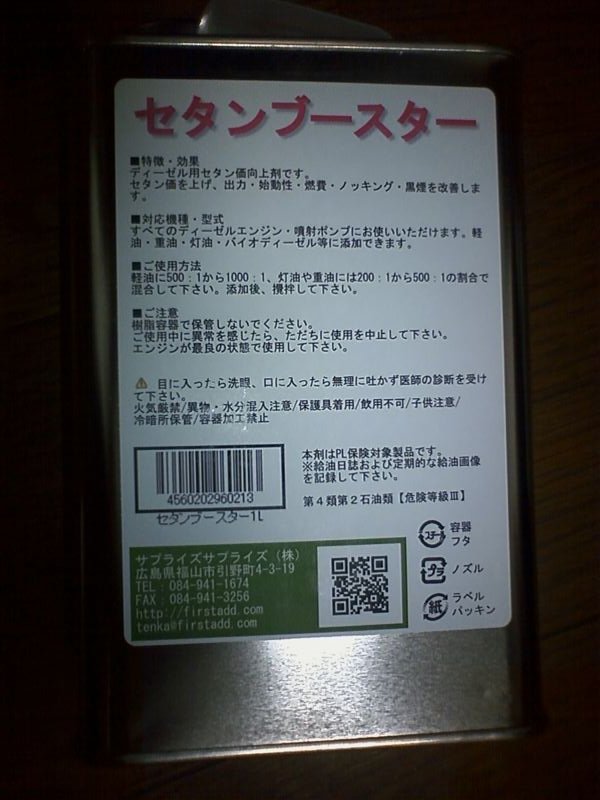 セタンブースター
■特徴・効果
ディーゼル用セタン価向上剤です。
セタン価を上げ、出力・始動性・燃費・ノッキング・黒煙を改善しま
す。
■対応機種・型式
すべてのディーゼルエンジン・噴射ポンプにお使いいただけます。軽
油・重油・灯油・バイオディーゼル等に添加できます。
■ご使用方法
軽油に500：1から1000：1、灯油や重油には200：1から500：1の割合で
混合して下さい。添加後、攪拌して下さい。
■ご注意
樹脂容器で保管しないでください。
ご使用中に異常を感じたら、ただちに使用を中止して下さい。
エンジンが最良の状態で使用して下さい。
⚠ 目に入ったら洗眼、口に入ったら無理に吐かず医師の診断を受け
て下さい。
火気厳禁/異物・水分混入注意/保護具着用/飲用不可/子供注意/
冷暗所保管/容器加工禁止
4560202960213
セタンブースター1L
本剤はPL保険対象製品です。
※給油日誌および定期的な給油画像
を記録して下さい。
第４類第２石油類【危険等級Ⅲ】
サプライズサプライズ（株）
広島県福山市引野町4-3-19
TEL：084-941-1674
FAX：084-941-3256
http://firstadd.com
tenka@firstadd.com
スチール
容器
フタ
プラ
ノズル
紙
ラベル
パッキン